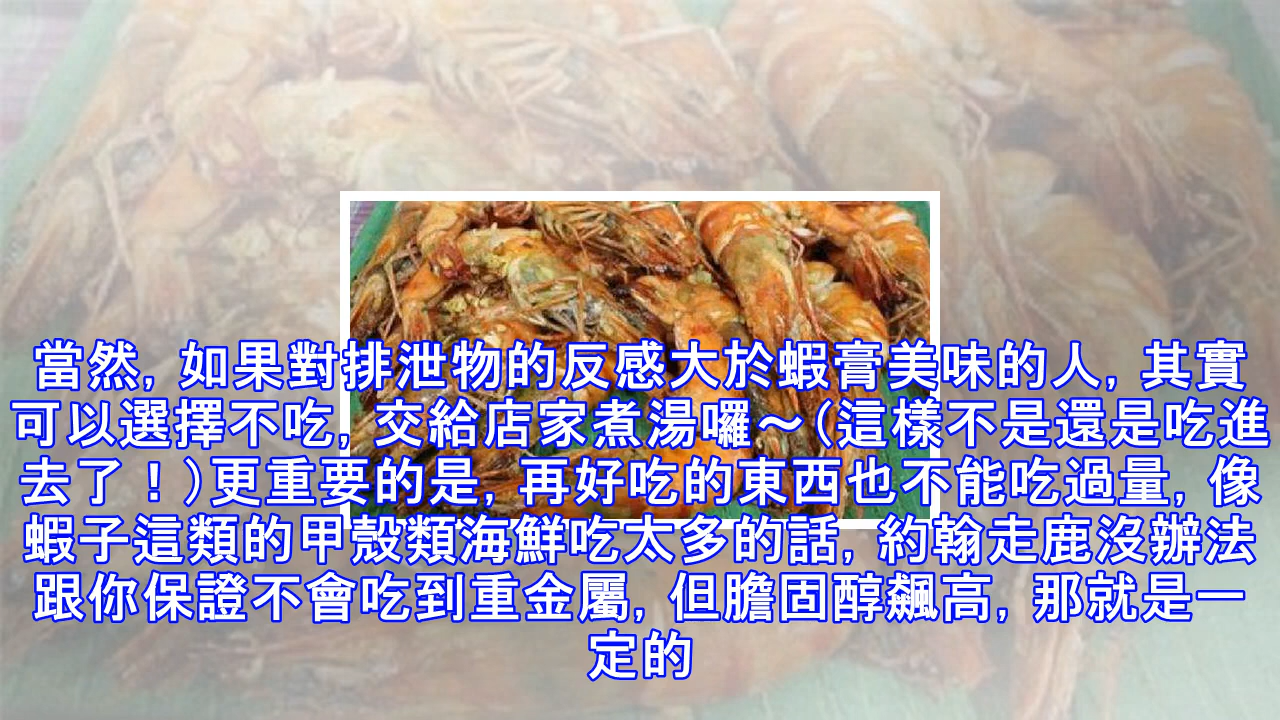 當然, 如果對排泄物的反感大於蝦膏美味的人, 其實
可以選擇不吃, 交給店家煮湯囉～(這樣不是還是吃進
去了！)更重要的是, 再好吃的東西也不能吃過量, 像
蝦子這類的甲殼類海鮮吃太多的話, 約翰走鹿沒辦法
跟你保證不會吃到重金屬, 但膽固醇飆高, 那就是一
定的